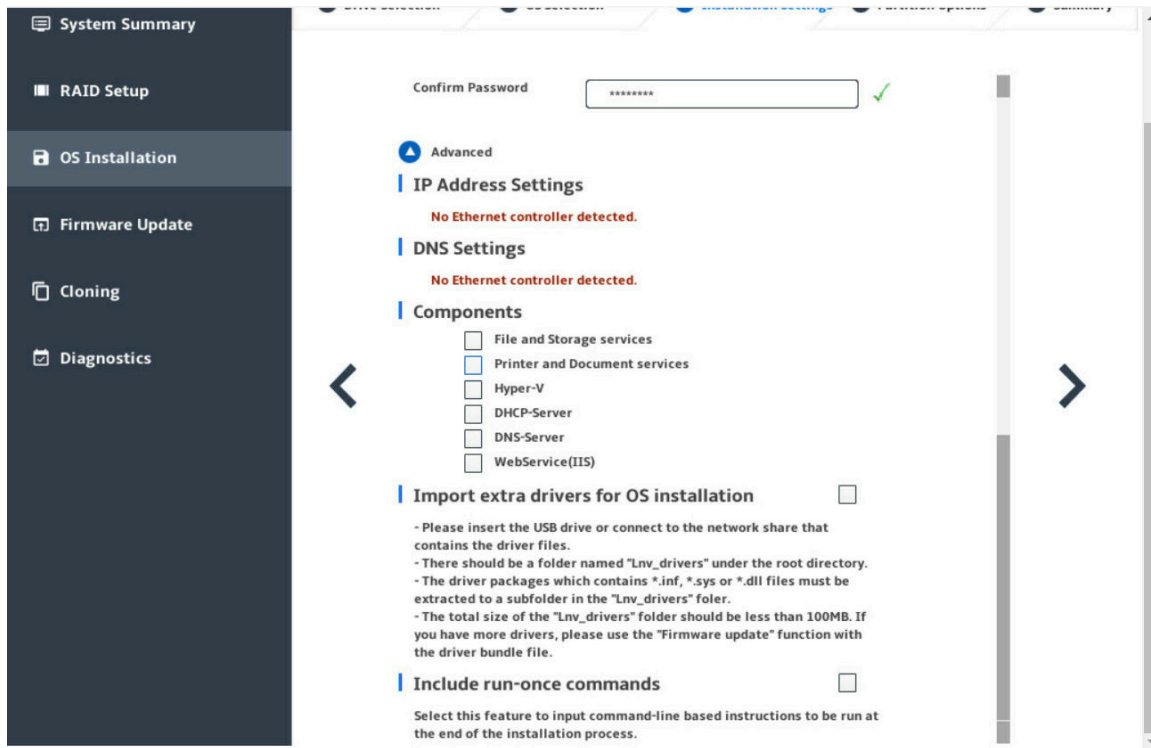 System Summary
RAID Setup
OS Installation
Firmware Update
Cloning
Diagnostics
Drive Selection
OS Selection
Installation Settings
Partition Options
Summary
Confirm Password
********
Advanced
IP Address Settings
No Ethernet controller detected.
DNS Settings
No Ethernet controller detected.
Components
File and Storage services
Printer and Document services
Hyper-V
DHCP-Server
DNS-Server
WebService(IIS)
Import extra drivers for OS installation
- Please insert the USB drive or connect to the network share that
contains the driver files.
- There should be a folder named "Lnv_drivers" under the root directory.
- The driver packages which contains *.inf, *.sys or *.dll files must be
extracted to a subfolder in the "Lnv_drivers" foler.
- The total size of the "Lnv_drivers" folder should be less than 100MB. If
you have more drivers, please use the "Firmware update" function with
the driver bundle file.
Include run-once commands
Select this feature to input command-line based instructions to be run at
the end of the installation process.